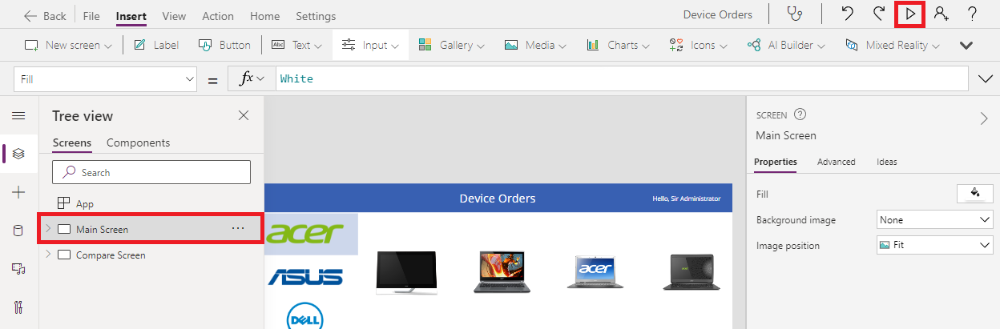 Back File Insert View Action Home Settings Device Orders
New screen Label Button Abc Text Input Gallery Media Charts Icons AI Builder Mixed Reality
Fill = fx White
Tree view
Screens Components
Search
App
Main Screen ...
Compare Screen
Device Orders Hello, Sir Administrator
acer
ASUS
DELL
acer
SCREEN ?
Main Screen
Properties Advanced Ideas
Fill
Background image None
Image position Fit